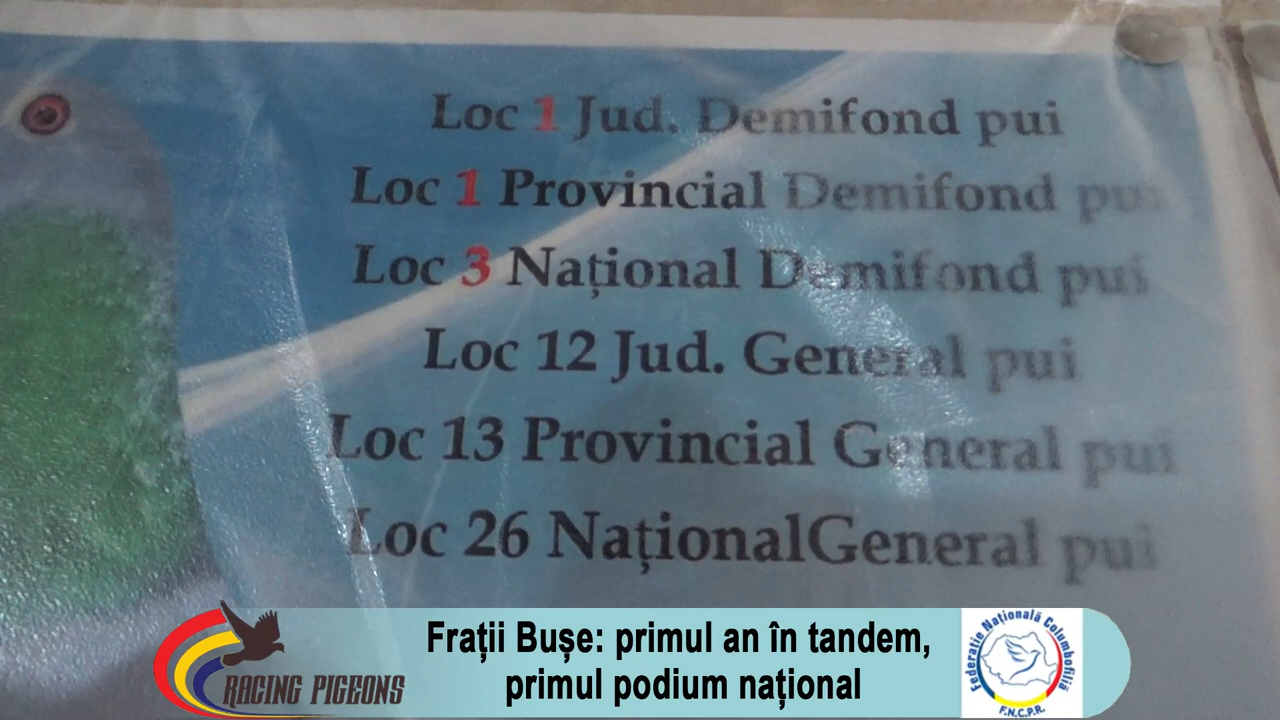 Loc 1 Jud. Demifond pui
Loc 1 Provincial Demifond pui
Loc 3 Național Demifond pui
Loc 12 Jud. General pui
Loc 13 Provincial General pui
Loc 26 NaționalGeneral pui
Frații Bușe: primul an în tandem,
primul podium național
RACING PIGEONS
Federatie Națională Columbofilă
F.N.C.P.R.